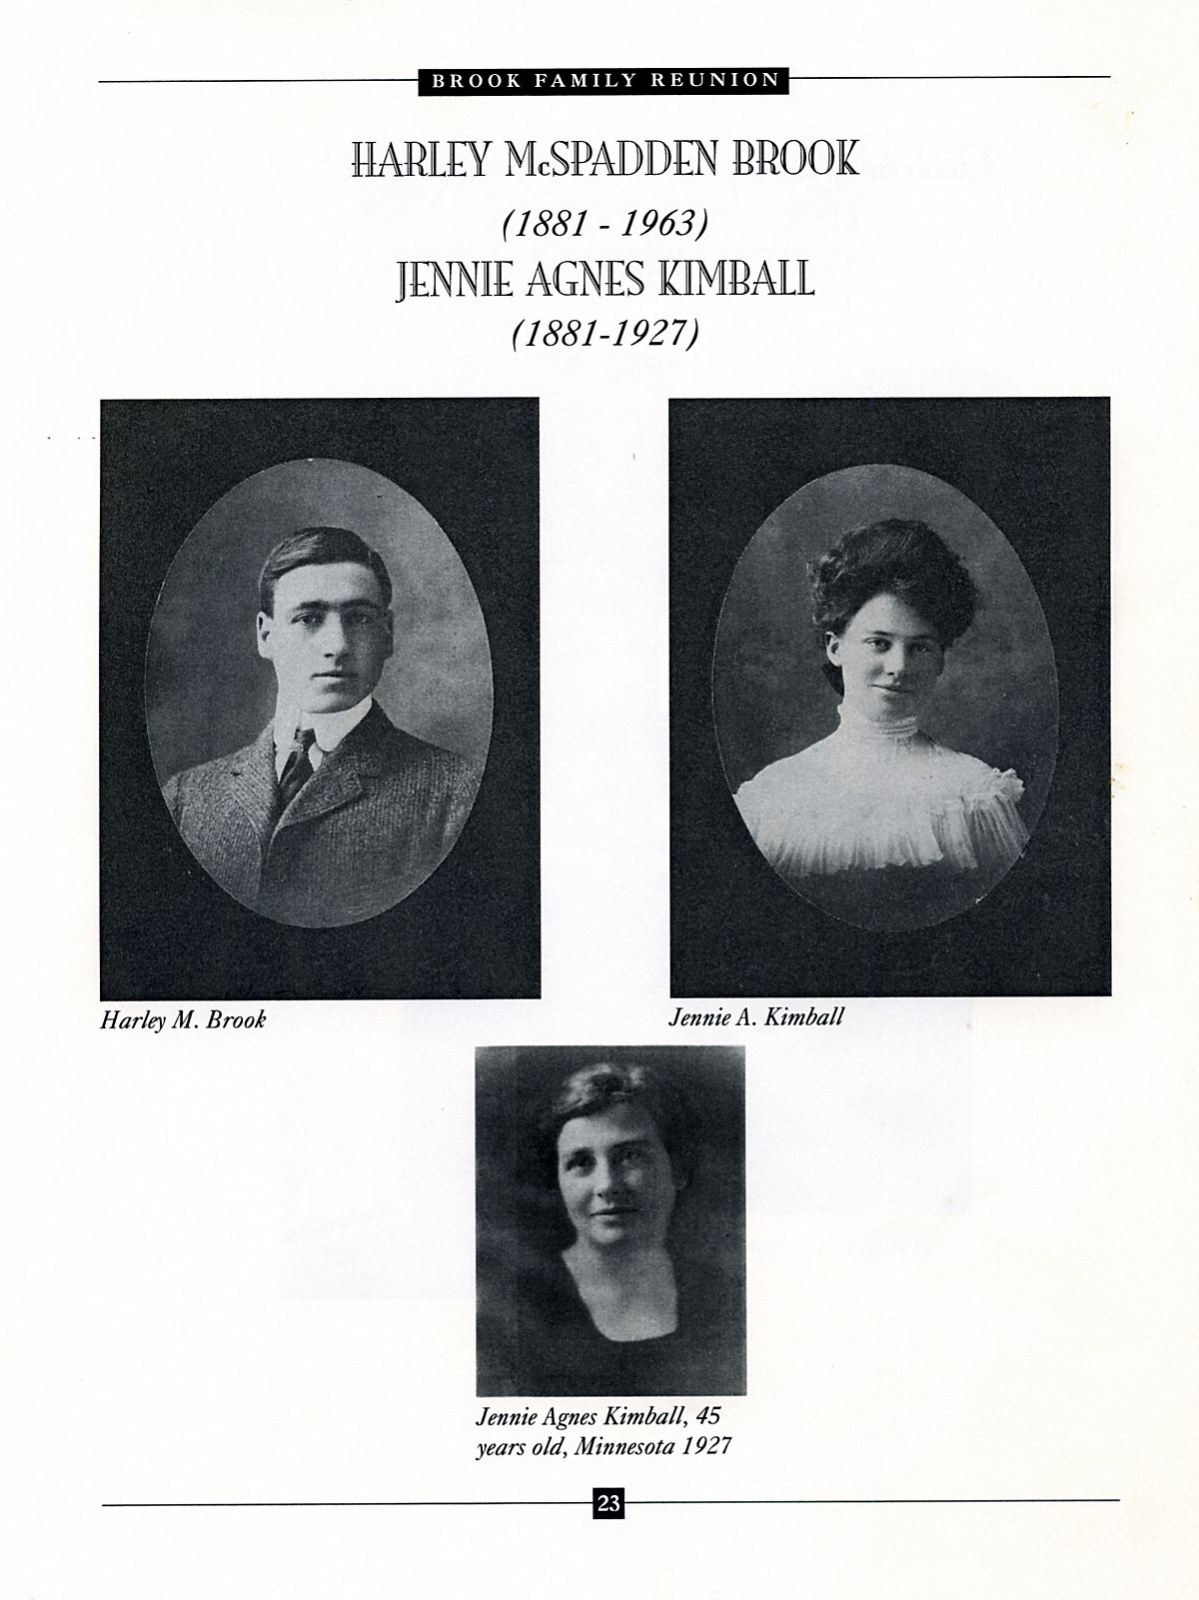 BROOK FAMILY REUNION
HARLEY McSPADDEN BROOK
(1881 - 1963)
JENNIE AGNES KIMBALL
(1881-1927)
Harley M. Brook
Jennie A. Kimball
Jennie Agnes Kimball, 45
years old, Minnesota 1927
23